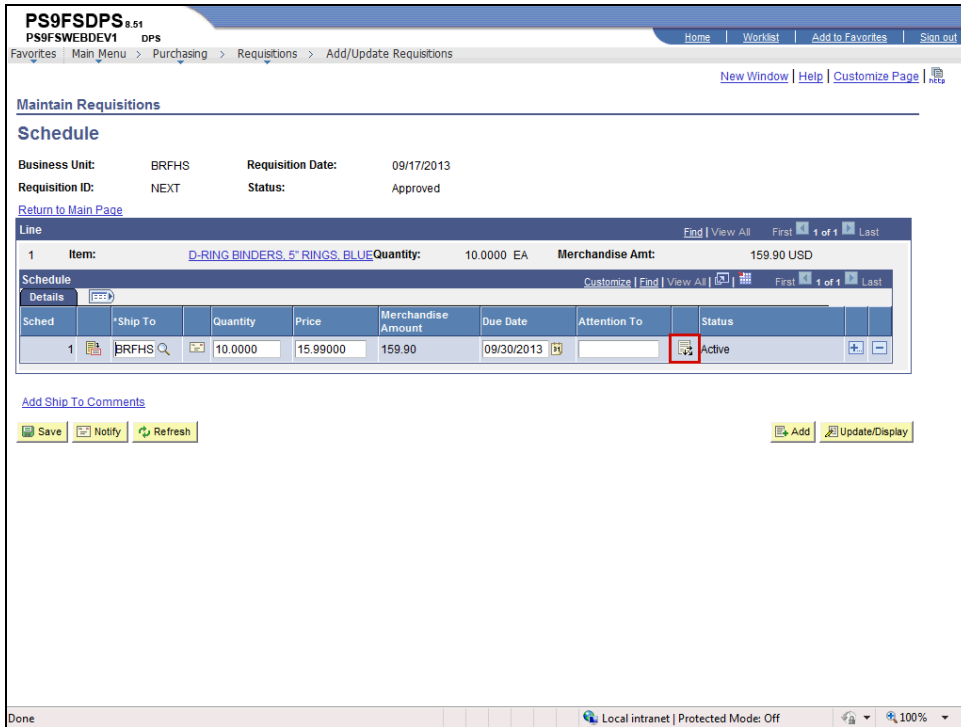 PS9FSDPS 8.51
PS9FSWEBDEV1 DPS
Home | Worklist | Add to Favorites | Sign out
Favorites Main Menu > Purchasing > Requisitions > Add/Update Requisitions
New Window | Help | Customize Page | http
Maintain Requisitions
Schedule
Business Unit: BRFHS Requisition Date: 09/17/2013
Requisition ID: NEXT Status: Approved
Return to Main Page
Line Find | View All First 1 of 1 Last
1 Item: D-RING BINDERS, 5" RINGS, BLUE Quantity: 10.0000 EA Merchandise Amt: 159.90 USD
Schedule Customize | Find | View All | First 1 of 1 Last
Details
Sched *Ship To Quantity Price Merchandise Amount Due Date Attention To Status
1 BRFHS 10.0000 15.99000 159.90 09/30/2013 Active
Add Ship To Comments
Save Notify Refresh Add Update/Display
Done Local intranet | Protected Mode: Off 100%